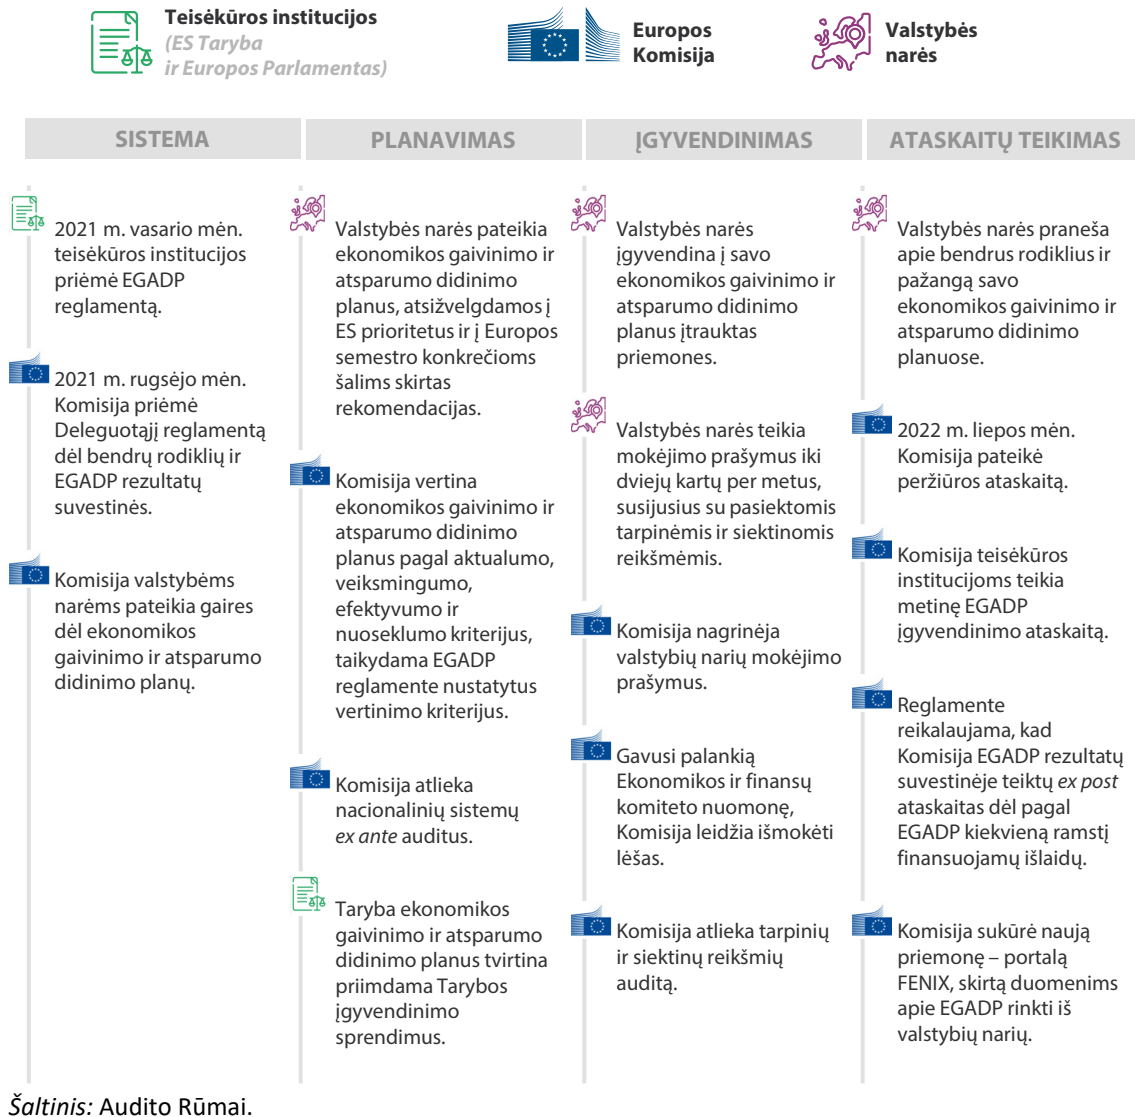 Teisėkūros institucijos
(ES Taryba
ir Europos Parlamentas)
Europos
Komisija
Valstybės
narės
SISTEMA
PLANAVIMAS
ĮGYVENDINIMAS
ATASKAITŲ TEIKIMAS
2021 m. vasario mėn.
teisėkūros institucijos
priėmė EGADP
reglamentą.
2021 m. rugsėjo mėn.
Komisija priėmė
Deleguotąjį reglamentą
dėl bendrų rodiklių ir
EGADP rezultatų
suvestinės.
Komisija valstybėms
narėms pateikia gaires
dėl ekonomikos
gaivinimo ir atsparumo
didinimo planų.
Valstybės narės pateikia
ekonomikos gaivinimo ir
atsparumo didinimo
planus, atsižvelgdamos į
ES prioritetus ir į Europos
semestro konkrečioms
šalims skirtas
rekomendacijas.
Komisija vertina
ekonomikos gaivinimo ir
atsparumo didinimo
planus pagal aktualumo,
veiksmingumo,
efektyvumo ir
nuoseklumo kriterijus,
taikydama EGADP
reglamente nustatytus
vertinimo kriterijus.
Komisija atlieka
nacionalinių sistemų
ex ante auditus.
Taryba ekonomikos
gaivinimo ir atsparumo
didinimo planus tvirtina
priimdama Tarybos
įgyvendinimo
sprendimus.
Valstybės narės
įgyvendina į savo
ekonomikos gaivinimo ir
atsparumo didinimo
planus įtrauktas
priemones.
Valstybės narės teikia
mokėjimo prašymus iki
dviejų kartų per metus,
susijusius su pasiektomis
tarpinėmis ir siektinomis
reikšmėmis.
Komisija nagrinėja
valstybių narių mokėjimo
prašymus.
Gavusi palankią
Ekonomikos ir finansų
komiteto nuomonę,
Komisija leidžia išmokėti
lėšas.
Komisija atlieka tarpinių
ir siektinų reikšmių
auditą.
Valstybės narės praneša
apie bendrus rodiklius ir
pažangą savo
ekonomikos gaivinimo ir
atsparumo didinimo
planuose.
2022 m. liepos mėn.
Komisija pateikė
peržiūros ataskaitą.
Komisija teisėkūros
institucijoms teikia
metinę EGADP
įgyvendinimo ataskaitą.
Reglamente
reikalaujama, kad
Komisija EGADP rezultatų
suvestinėje teiktų ex post
ataskaitas dėl pagal
EGADP kiekvieną ramstį
finansuojamų išlaidų.
Komisija sukūrė naują
priemonę – portalą
FENIX, skirtą duomenims
apie EGADP rinkti iš
valstybių narių.
Šaltinis: Audito Rūmai.